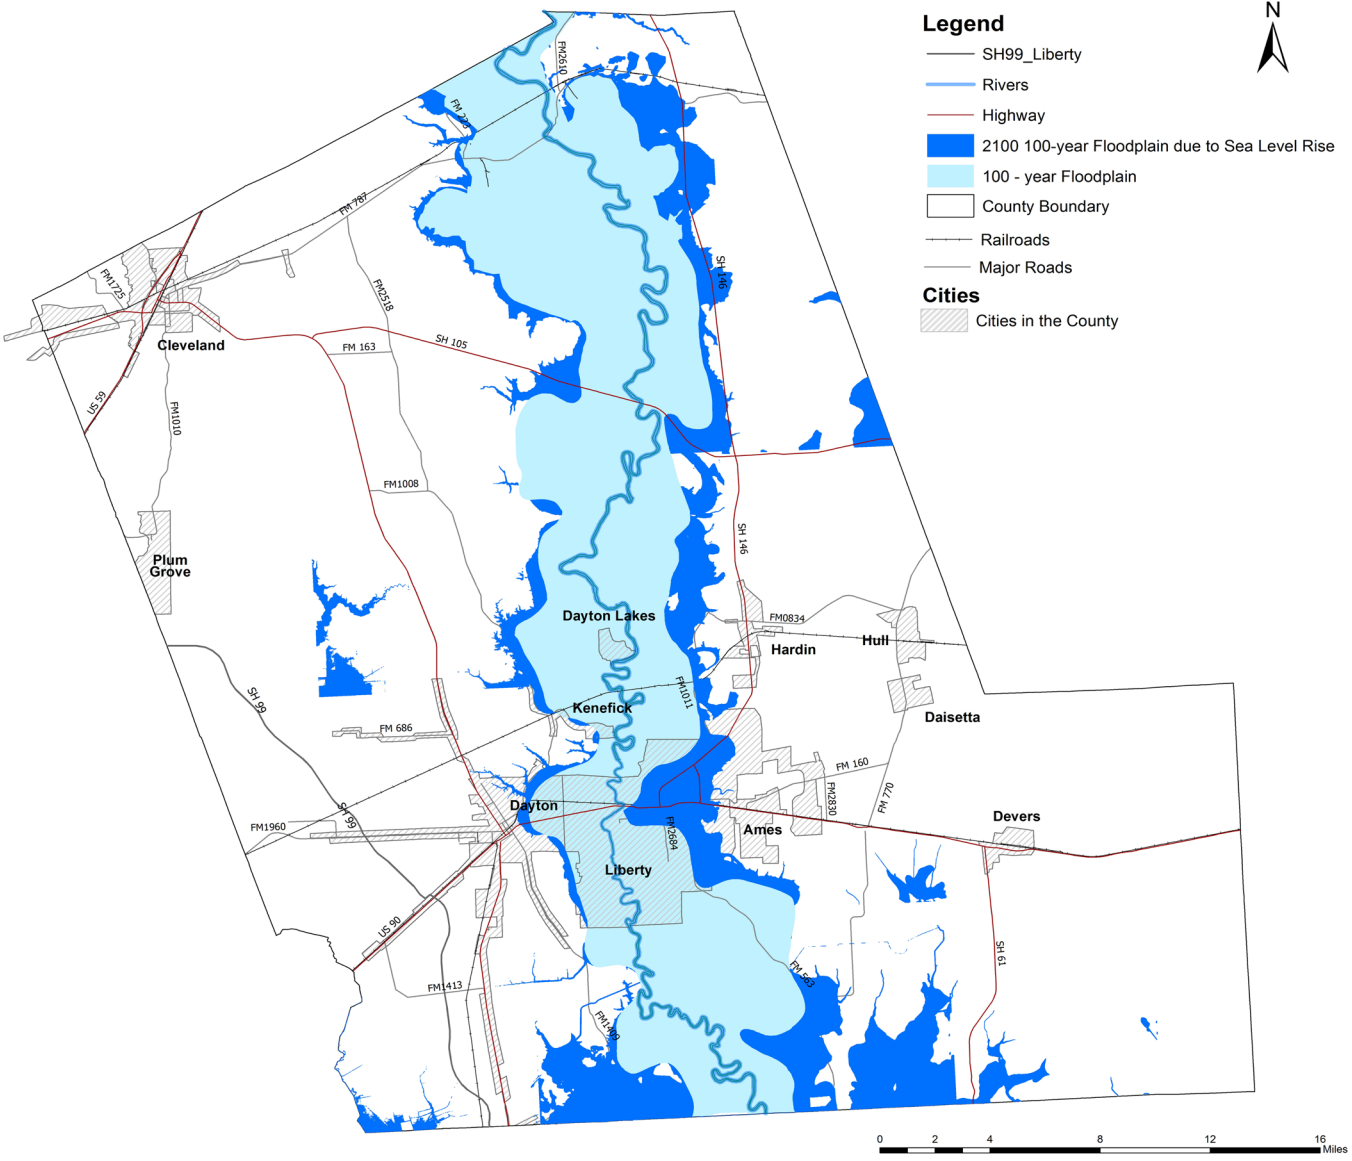 N
Legend
SH99_Liberty
Rivers
Highway
2100 100-year Floodplain due to Sea Level Rise
100 - year Floodplain
County Boundary
Railroads
Major Roads
Cities
Cities in the County
FM2610
FM 223
FM 787
FM1725
FM2518
SH 146
Cleveland
FM 163
SH 105
US 59
FM1010
FM1008
SH 146
Plum
Grove
Dayton Lakes
FM0834
Hardin
Hull
SH 99
FM1011
Kenefick
Daisetta
FM 686
FM 160
FM 770
FM2830
Dayton
SH 99
FM1960
FM2684
Ames
Devers
Liberty
US 90
SH 61
FM 563
FM1413
FM1409
0 2 4 8 12 16
Miles